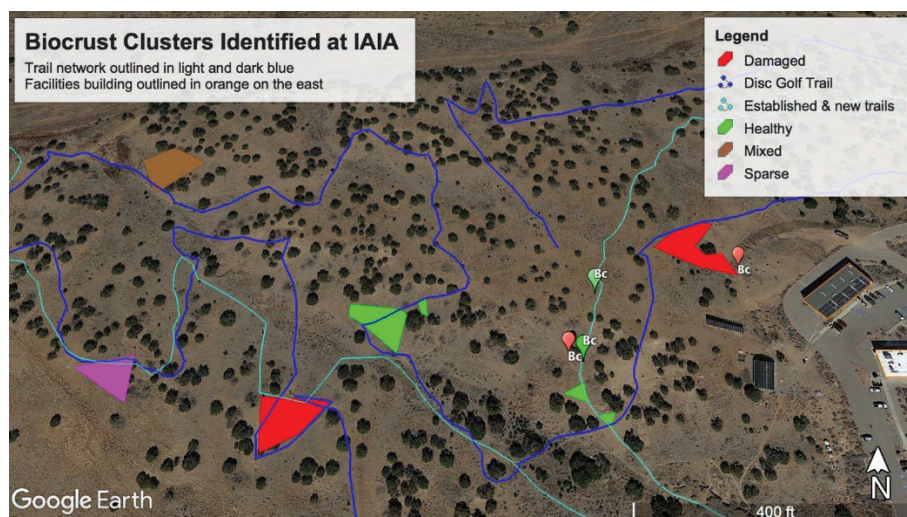 Biocrust Clusters Identified at IAIA
Trail network outlined in light and dark blue
Facilities building outlined in orange on the east
Legend
Damaged
Disc Golf Trail
Established & new trails
Healthy
Mixed
Sparse
Bc
Bc
Bc
Bc
Google Earth
400 ft
N